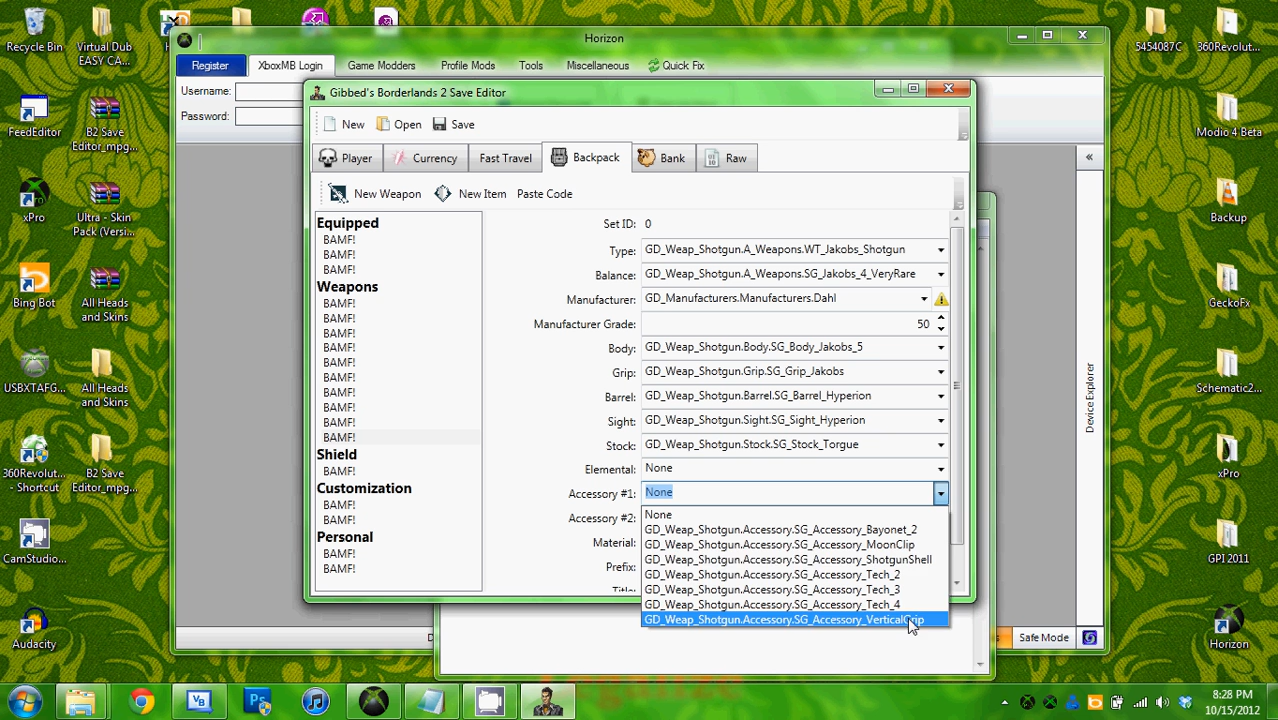 Recycle Bin
Virtual Dub
EASY CA...
5454087C
360Revolut...
Horizon
Register
XboxMB Login
Game Modders
Profile Mods
Tools
Miscellaneous
Quick Fix
Username:
Password:
Gibbed's Borderlands 2 Save Editor
New
Open
Save
Player
Currency
Fast Travel
Backpack
Bank
Raw
New Weapon
New Item
Paste Code
Equipped
BAMF!
BAMF!
BAMF!
Weapons
BAMF!
BAMF!
BAMF!
BAMF!
BAMF!
BAMF!
BAMF!
BAMF!
BAMF!
BAMF!
Shield
BAMF!
Customization
BAMF!
BAMF!
Personal
BAMF!
BAMF!
Set ID: 0
Type: GD_Weap_Shotgun.A_Weapons.WT_Jakobs_Shotgun
Balance: GD_Weap_Shotgun.A_Weapons.SG_Jakobs_4_VeryRare
Manufacturer: GD_Manufacturers.Manufacturers.Dahl
Manufacturer Grade: 50
Body: GD_Weap_Shotgun.Body.SG_Body_Jakobs_5
Grip: GD_Weap_Shotgun.Grip.SG_Grip_Jakobs
Barrel: GD_Weap_Shotgun.Barrel.SG_Barrel_Hyperion
Sight: GD_Weap_Shotgun.Sight.SG_Sight_Hyperion
Stock: GD_Weap_Shotgun.Stock.SG_Stock_Torgue
Elemental: None
Accessory #1: None
Accessory #2:
Material:
Prefix:
None
GD_Weap_Shotgun.Accessory.SG_Accessory_Bayonet_2
GD_Weap_Shotgun.Accessory.SG_Accessory_MoonClip
GD_Weap_Shotgun.Accessory.SG_Accessory_ShotgunShell
GD_Weap_Shotgun.Accessory.SG_Accessory_Tech_2
GD_Weap_Shotgun.Accessory.SG_Accessory_Tech_3
GD_Weap_Shotgun.Accessory.SG_Accessory_Tech_4
GD_Weap_Shotgun.Accessory.SG_Accessory_VerticalGrip
Device Explorer
Safe Mode
FeedEditor
B2 Save
Editor_mpg...
xPro
Ultra - Skin
Pack (Versi...
Bing Bot
All Heads
and Skins
USBXTAFG...
All Heads
and Skins
360Revolut...
- Shortcut
B2 Save
Editor_mpg...
CamStudio...
Audacity
Modio 4 Beta
Backup
GeckoFx
Schematic2...
xPro
GPI 2011
Horizon
8:28 PM
10/15/2012